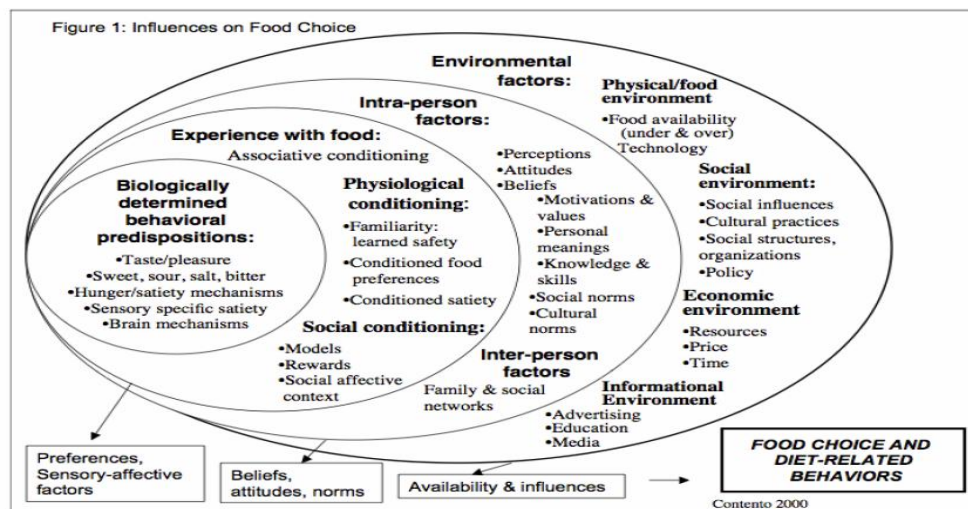 Figure 1: Influences on Food Choice
Environmental
factors:
Physical/food
environment
•Food availability
(under & over)
Technology
Social
environment:
•Social influences
•Cultural practices
•Social structures,
organizations
•Policy
Economic
environment
•Resources
•Price
•Time
Informational
Environment
•Advertising
•Education
•Media
Intra-person
factors:
•Perceptions
•Attitudes
•Beliefs
•Motivations &
values
•Personal
meanings
•Knowledge &
skills
•Social norms
•Cultural
norms
Inter-person
factors
Family & social
networks
Experience with food:
Associative conditioning
Physiological
conditioning:
•Familiarity:
learned safety
•Conditioned food
preferences
•Conditioned satiety
Social conditioning:
•Models
•Rewards
•Social affective
context
Biologically
determined
behavioral
predispositions:
•Taste/pleasure
•Sweet, sour, salt, bitter
•Hunger/satiety mechanisms
•Sensory specific satiety
•Brain mechanisms
Preferences,
Sensory-affective
factors
Beliefs,
attitudes, norms
Availability & influences
FOOD CHOICE AND
DIET-RELATED
BEHAVIORS
Contento 2000